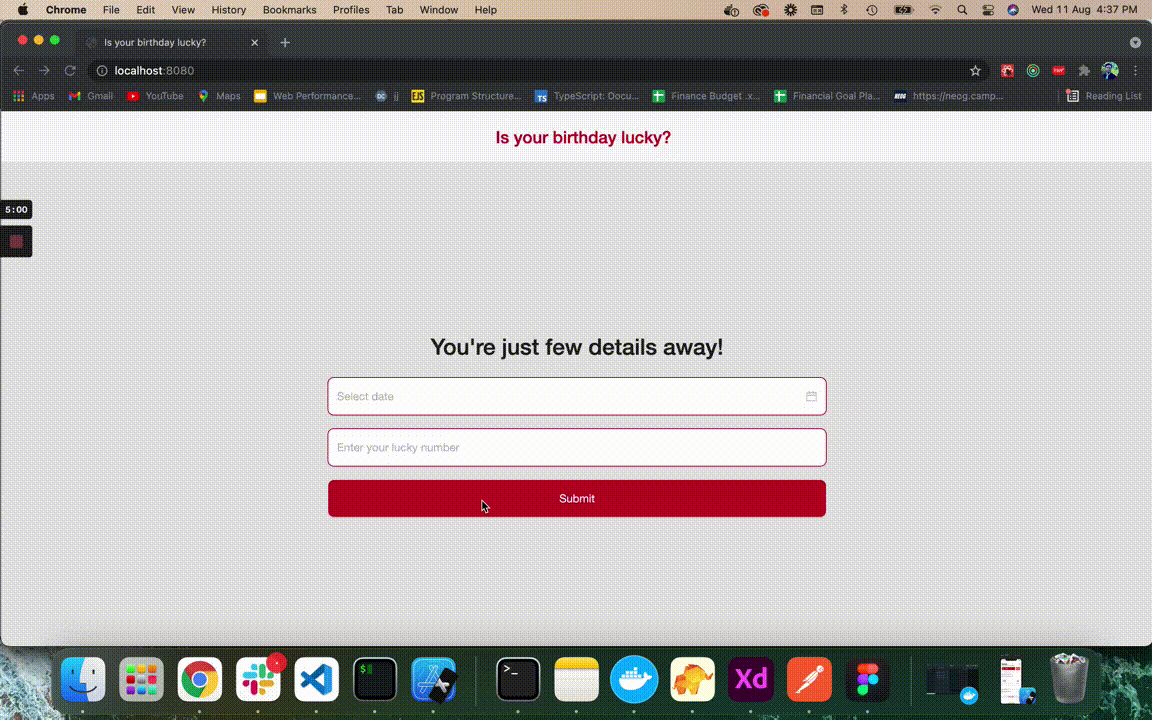 Chrome File Edit View History Bookmarks Profiles Tab Window Help Wed 11 Aug 4:37 PM
Is your birthday lucky?
localhost:8080
Apps Gmail YouTube Maps Web Performance... jj Program Structure... TypeScript: Docu... Finance Budget .x... Financial Goal Pla... https://neog.camp... Reading List
Is your birthday lucky?
5:00
You're just few details away!
Select date
Enter your lucky number
Submit
Xd